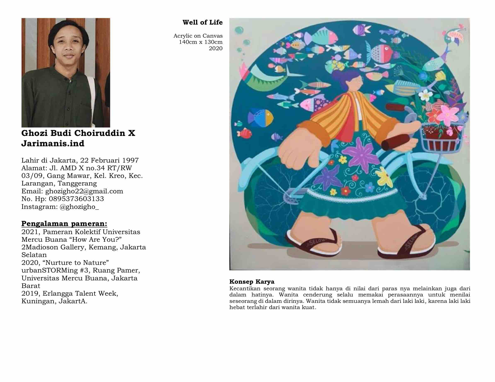 Well of Life
Acrylic on Canvas
140cm x 130cm
2020
Ghozi Budi Choiruddin X
Jarimanis.ind
Lahir di Jakarta, 22 Februari 1997
Alamat: Jl. AMD X no.34 RT/RW
03/09, Gang Mawar, Kel. Kreo, Kec.
Larangan, Tanggerang
Email: ghozigho22@gmail.com
No. Hp: 0895373603133
Instagram: @ghozigho_
Pengalaman pameran:
2021, Pameran Kolektif Universitas
Mercu Buana "How Are You?"
2Madioson Gallery, Kemang, Jakarta
Selatan
2020, "Nurture to Nature"
urbanSTORMing #3, Ruang Pamer,
Universitas Mercu Buana, Jakarta
Barat
2019, Erlangga Talent Week,
Kuningan, JakartA.
Konsep Karya
Kecantikan seorang wanita tidak hanya di nilai dari paras nya melainkan juga dari
dalam hatinya. Wanita cenderung selalu memakai perasaannya untuk menilai
seseorang di dalam dirinya. Wanita tidak semuanya lemah dari laki laki, karena laki laki
hebat terlahir dari wanita kuat.